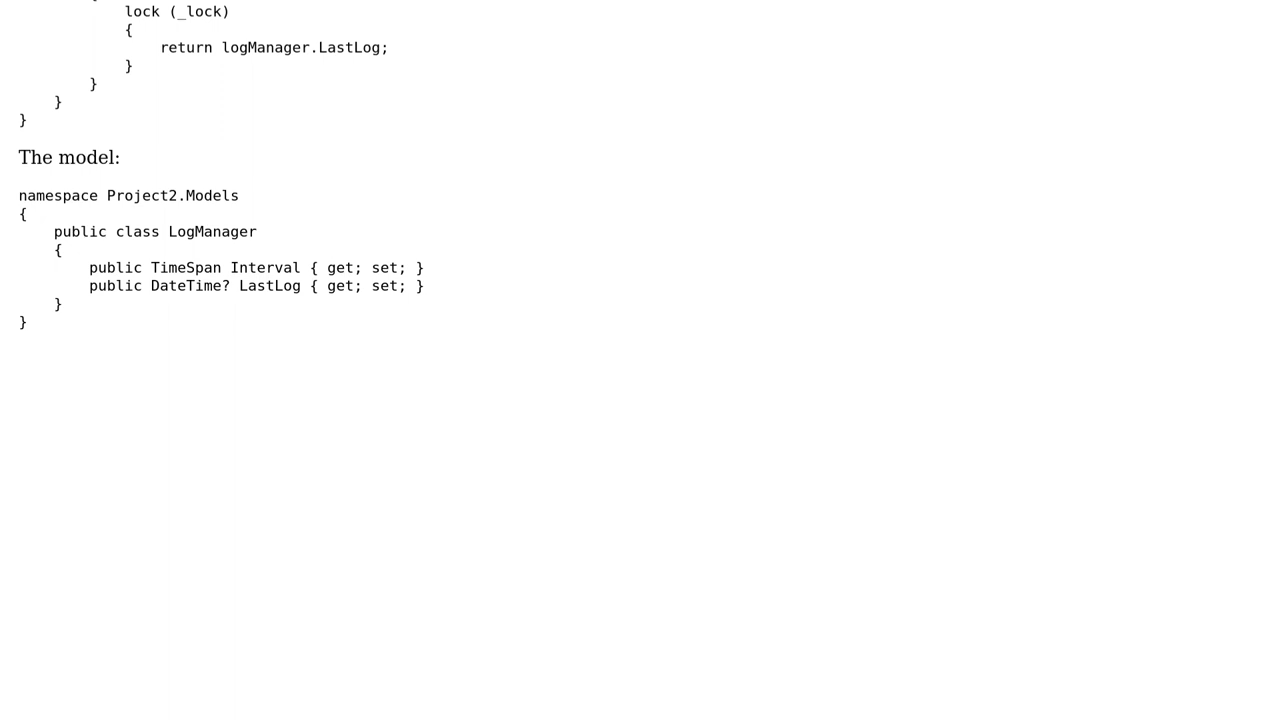 lock (_lock)
            {
                return logManager.LastLog;
            }
        }
    }
}
The model:
namespace Project2.Models
{
    public class LogManager
    {
        public TimeSpan Interval { get; set; }
        public DateTime? LastLog { get; set; }
    }
}